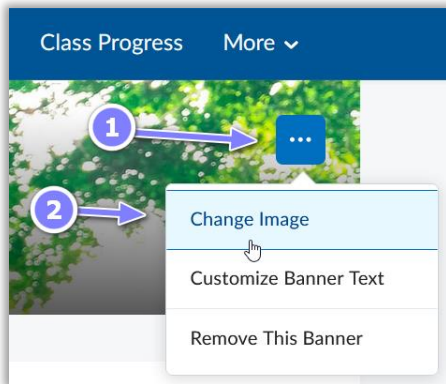 Class Progress More
1
...
2
Change Image
Customize Banner Text
Remove This Banner